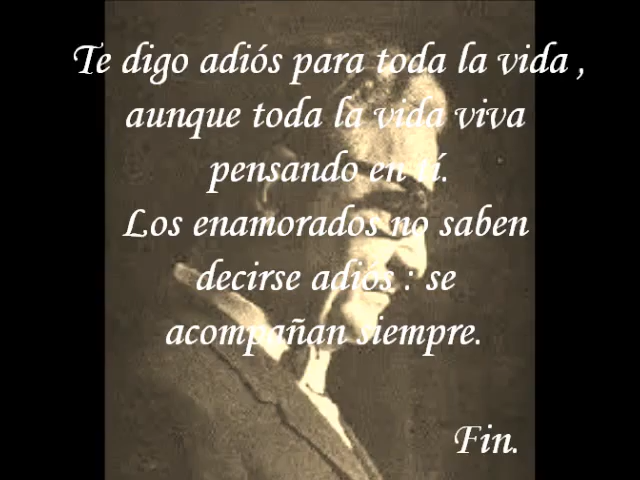 Te digo adiós para toda la vida ,
aunque toda la vida viva
pensando en tí.
Los enamorados no saben
decirse adiós : se
acompañan siempre.
Fin.